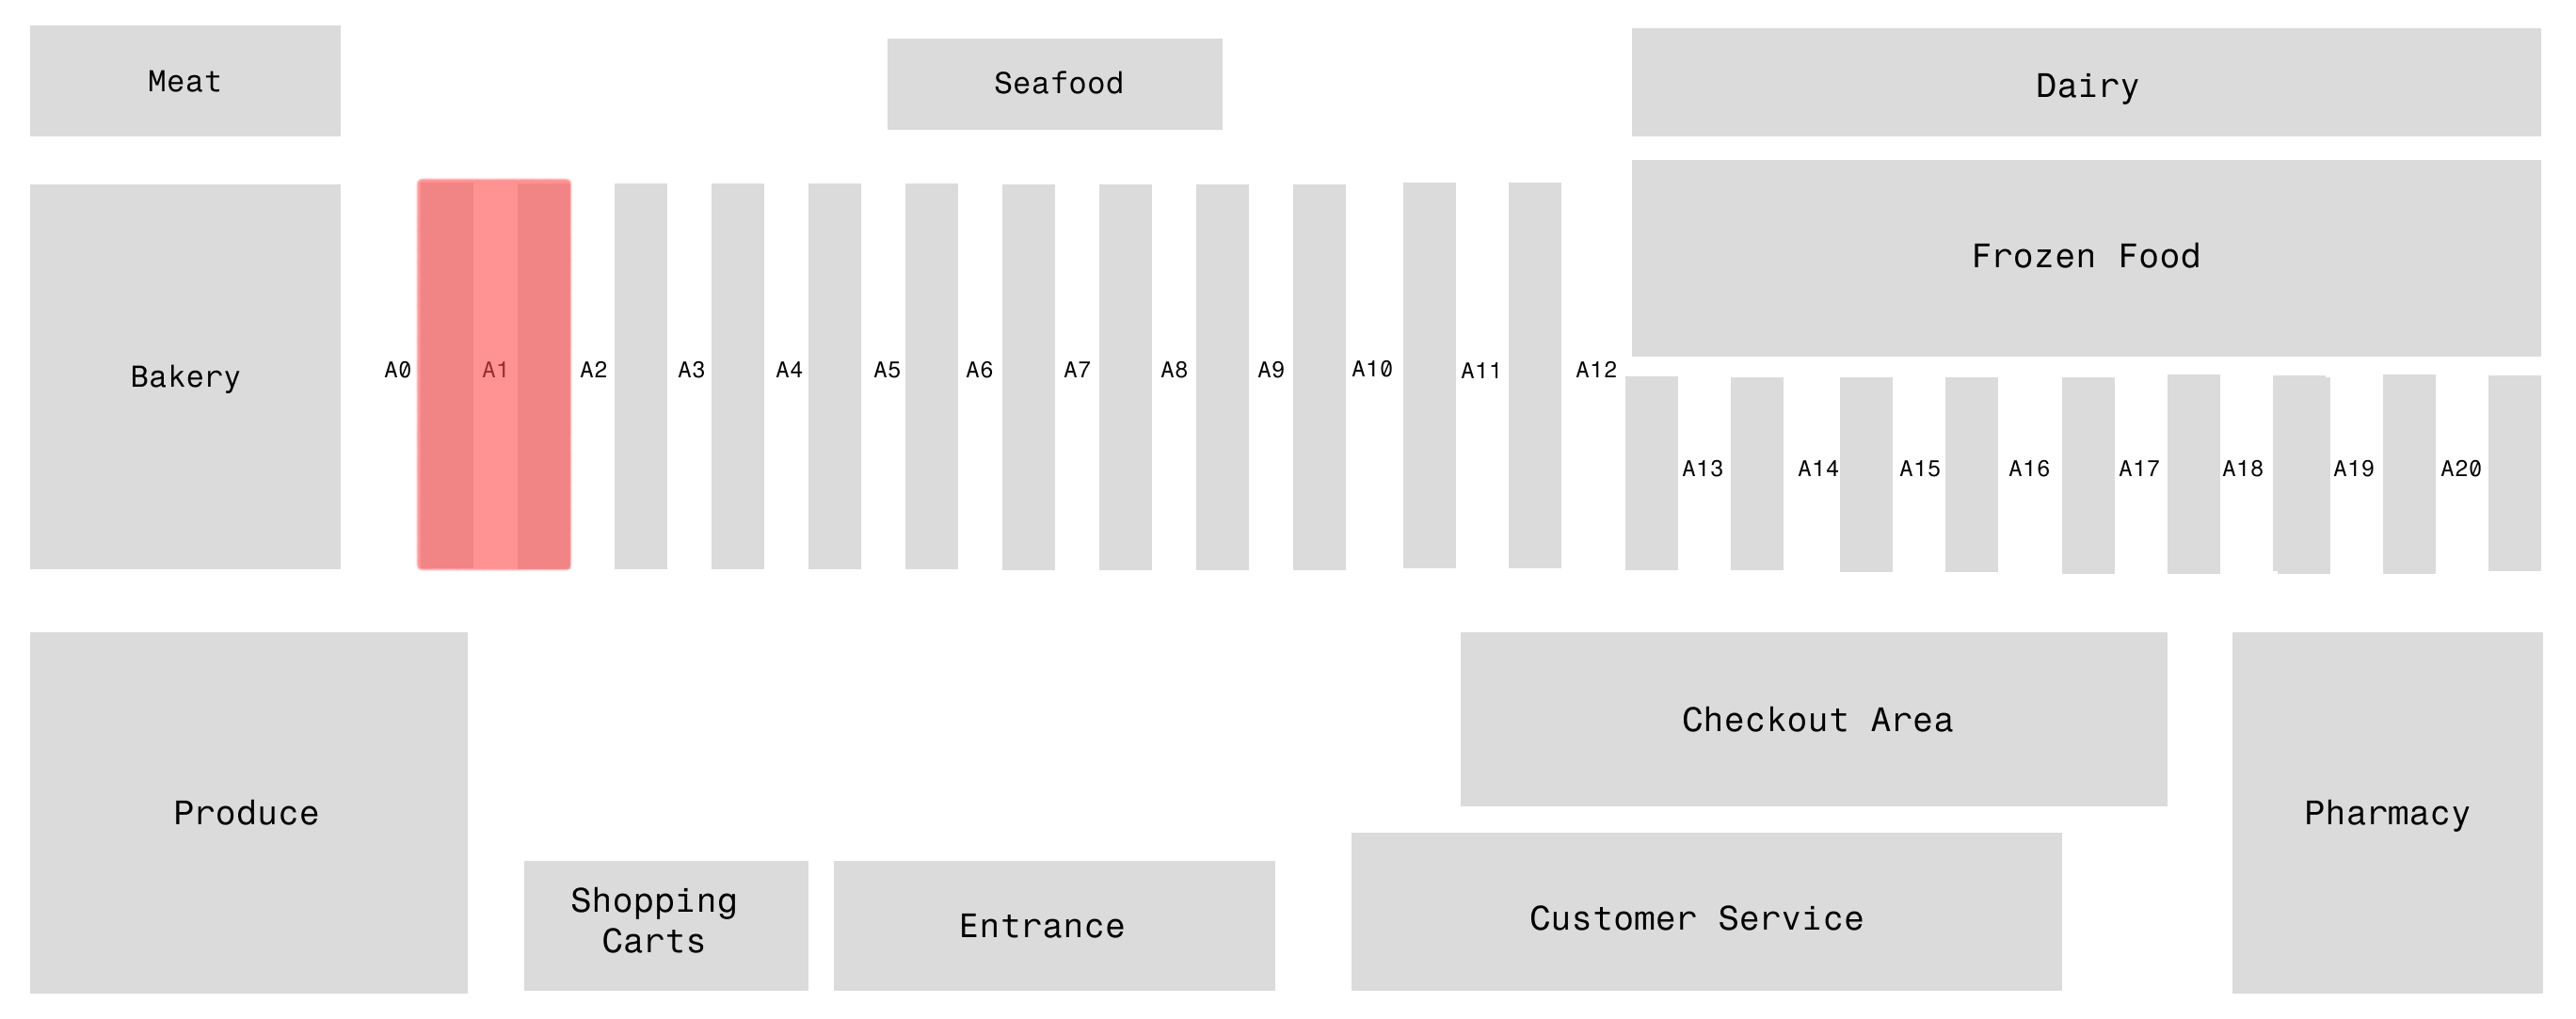 Meat
Seafood
Dairy
Frozen Food
Bakery
A0
A1
A2
A3
A4
A5
A6
A7
A8
A9
A10
A11
A12
A13
A14
A15
A16
A17
A18
A19
A20
Produce
Checkout Area
Pharmacy
Shopping
Carts
Entrance
Customer Service